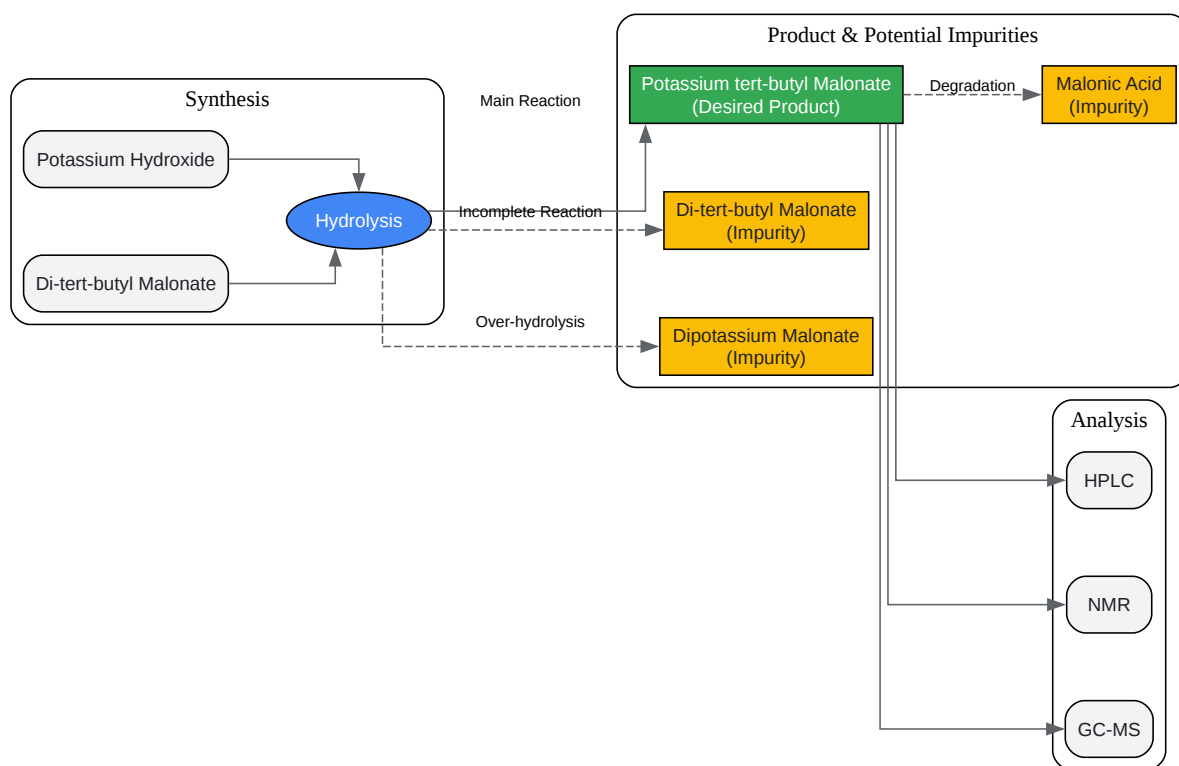 Synthesis
Potassium Hydroxide
Hydrolysis
Di-tert-butyl Malonate
Main Reaction
Incomplete Reaction
Over-hydrolysis
Product & Potential Impurities
Potassium tert-butyl Malonate
(Desired Product)
Degradation
Malonic Acid
(Impurity)
Di-tert-butyl Malonate
(Impurity)
Dipotassium Malonate
(Impurity)
Analysis
HPLC
NMR
GC-MS